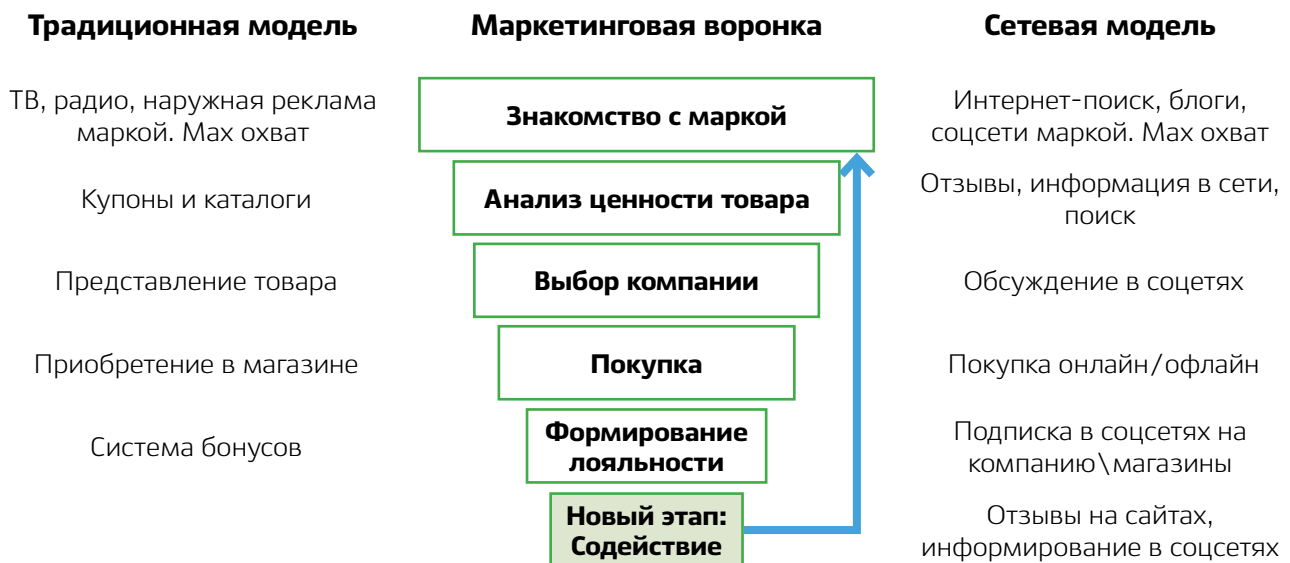 Традиционная модель
Маркетинговая воронка
Сетевая модель
ТВ, радио, наружная реклама
маркой. Max охват
Знакомство с маркой
Интернет-поиск, блоги,
соцсети маркой. Max охват
Купоны и каталоги
Анализ ценности товара
Отзывы, информация в сети,
поиск
Представление товара
Выбор компании
Обсуждение в соцетях
Приобретение в магазине
Покупка
Покупка онлайн/офлайн
Система бонусов
Формирование
лояльности
Подписка в соцсетях на
компанию\магазины
Новый этап:
Содействие
Отзывы на сайтах,
информирование в соцсетях